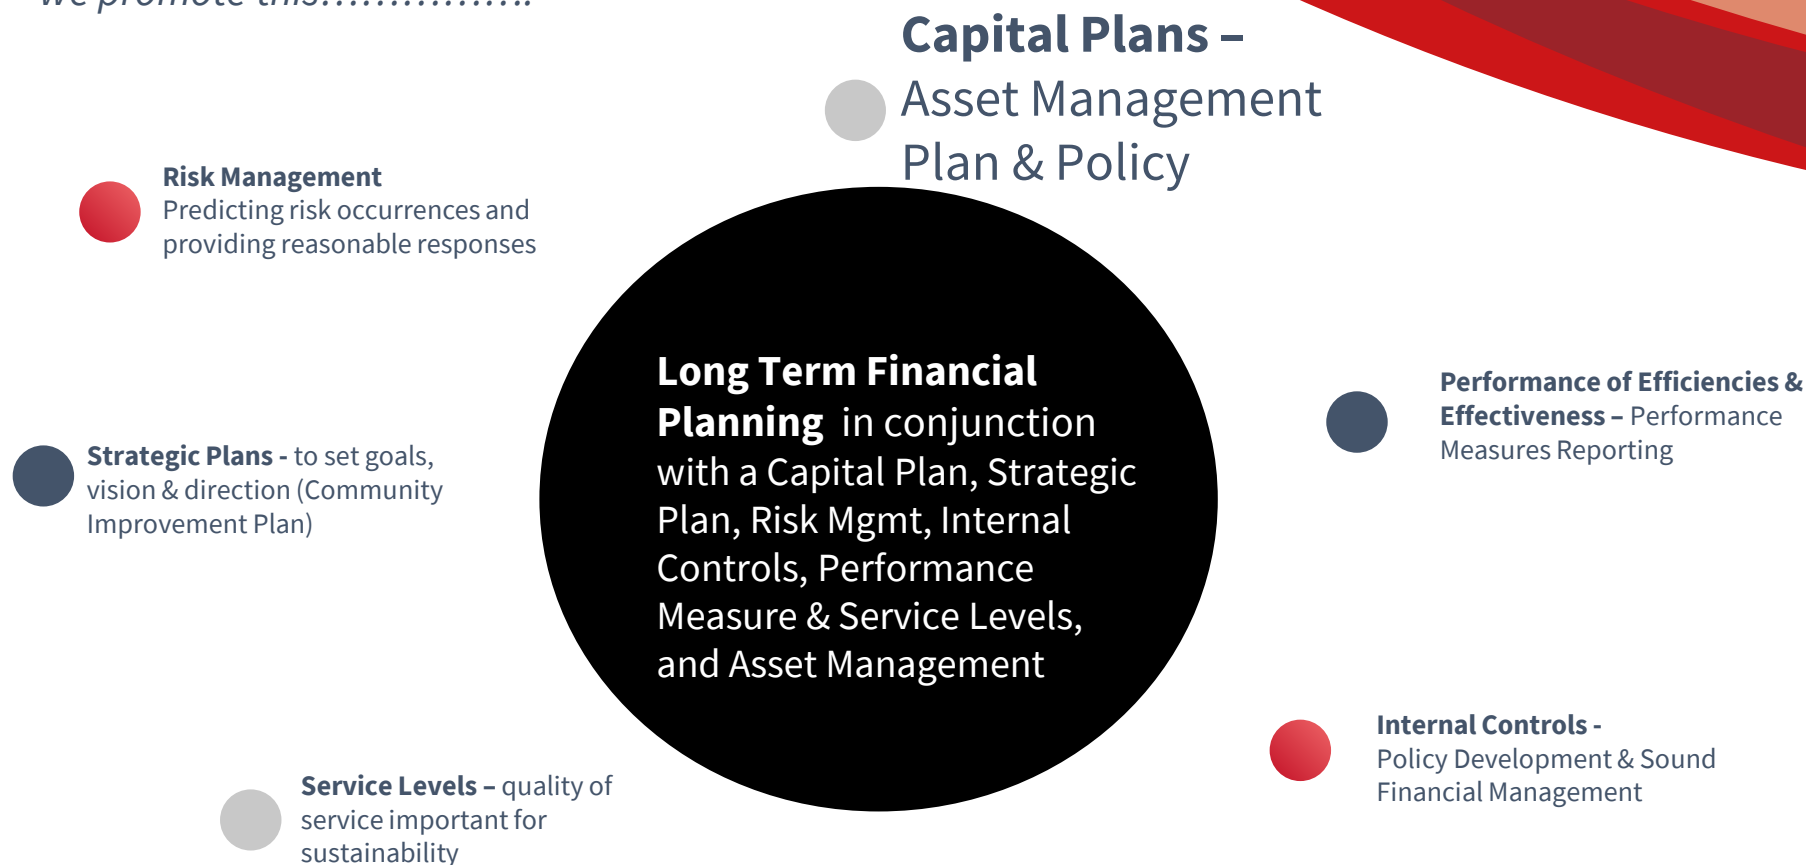 we promote this................
Capital Plans –
Asset Management
Plan & Policy
Risk Management
Predicting risk occurrences and
providing reasonable responses
Long Term Financial
Planning in conjunction
with a Capital Plan, Strategic
Plan, Risk Mgmt, Internal
Controls, Performance
Measure & Service Levels,
and Asset Management
Performance of Efficiencies &
Effectiveness – Performance
Measures Reporting
Strategic Plans - to set goals,
vision & direction (Community
Improvement Plan)
Internal Controls -
Policy Development & Sound
Financial Management
Service Levels – quality of
service important for
sustainability